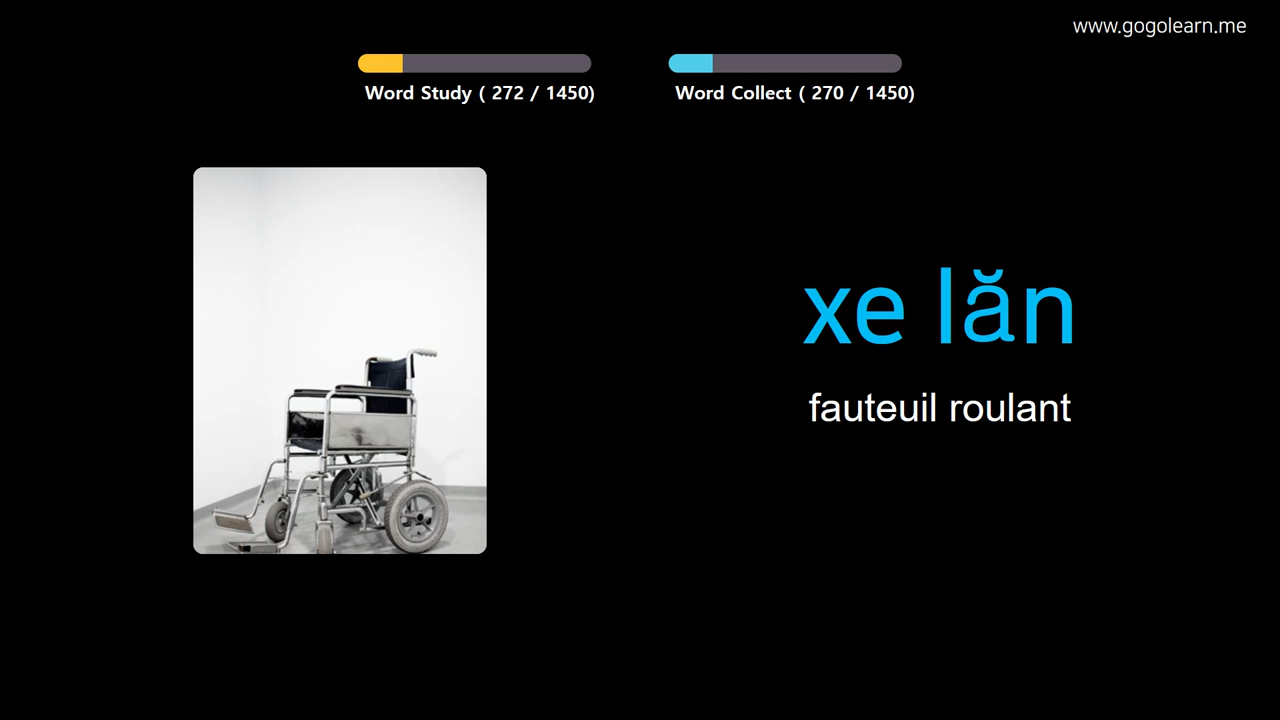 www.gogolearn.me
Word Study ( 272 / 1450)
Word Collect ( 270 / 1450)
xe lăn
fauteuil roulant